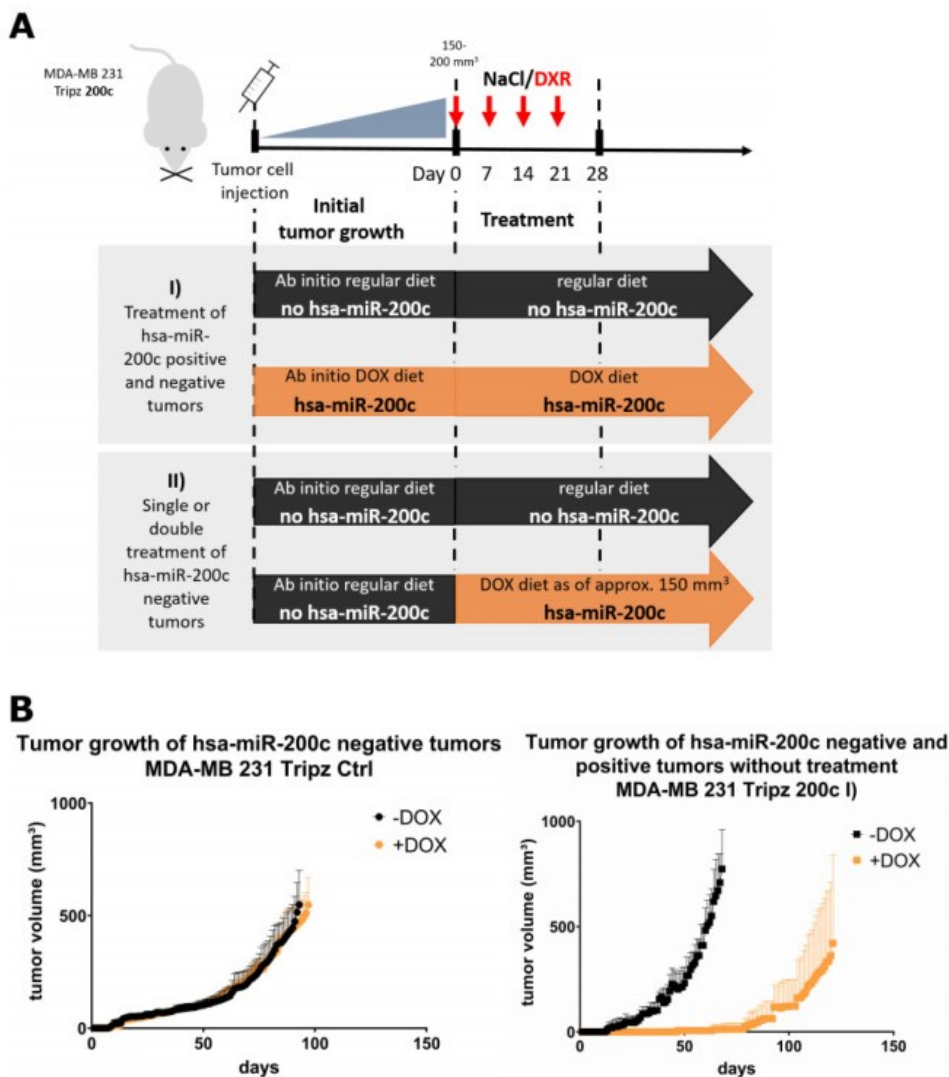 A
MDA-MB 231
Tripz 200c
150-
200 mm³
NaCl/DXR
Tumor cell
injection
Day 0 7 14 21 28
Initial
tumor growth
Treatment
I)
Treatment of
hsa-miR-
200c positive
and negative
tumors
Ab initio regular diet
no hsa-miR-200c
regular diet
no hsa-miR-200c
Ab initio DOX diet
hsa-miR-200c
DOX diet
hsa-miR-200c
II)
Single or
double
treatment of
hsa-miR-200c
negative
tumors
Ab initio regular diet
no hsa-miR-200c
regular diet
no hsa-miR-200c
Ab initio regular diet
no hsa-miR-200c
DOX diet as of approx. 150 mm³
hsa-miR-200c
B
Tumor growth of hsa-miR-200c negative tumors
MDA-MB 231 Tripz Ctrl
1000
500
0
tumor volume (mm³)
-DOX
+DOX
0 50 100 150
days
Tumor growth of hsa-miR-200c negative and
positive tumors without treatment
MDA-MB 231 Tripz 200c I)
1000
500
0
tumor volume (mm³)
-DOX
+DOX
0 50 100 150
days